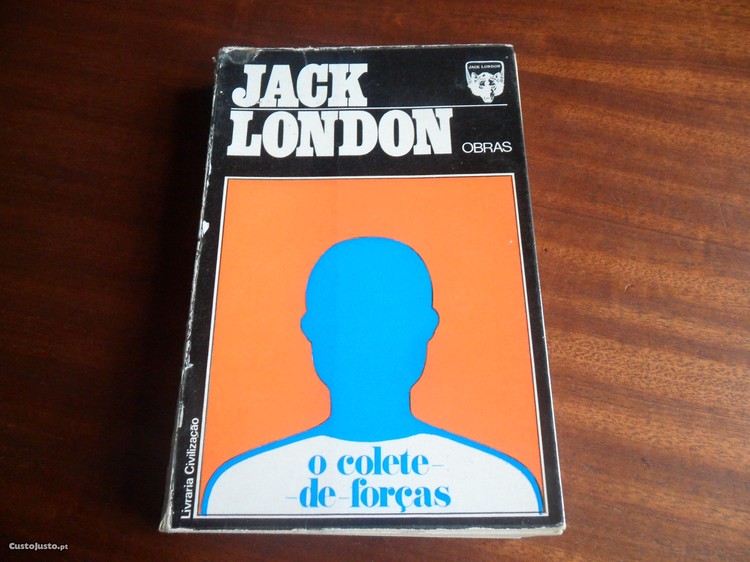 JACK
LONDON
OBRAS
JACK LONDON
o colete-
-de-forças
Livraria Civilização
CustoJusto.pt